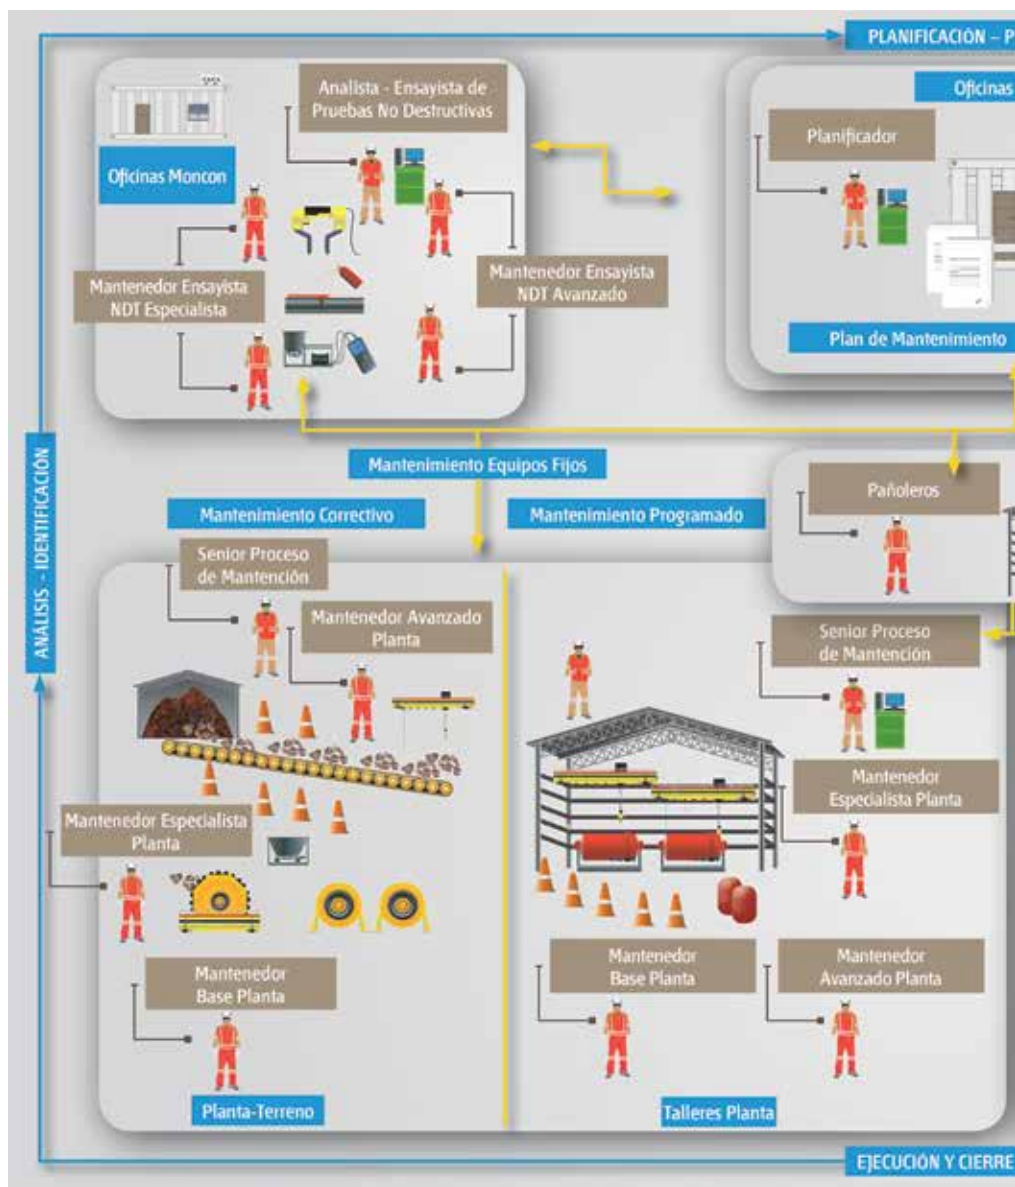 PLANIFICACIÓN – P
Analista - Ensayista de
Pruebas No Destructivas
Oficinas Moncon
Mantenedor Ensayista
NDT Especialista
Mantenedor Ensayista
NDT Avanzado
Oficinas
Planificador
Plan de Mantenimiento
ANÁLISIS - IDENTIFICACIÓN
Mantenimiento Equipos Fijos
Mantenimiento Correctivo
Mantenimiento Programado
Pañoleros
Senior Proceso
de Mantención
Mantenedor Avanzado
Planta
Mantenedor Especialista
Planta
Mantenedor
Base Planta
Planta-Terreno
Senior Proceso
de Mantención
Mantenedor
Especialista Planta
Mantenedor
Base Planta
Mantenedor
Avanzado Planta
Talleres Planta
EJECUCIÓN Y CIERRE